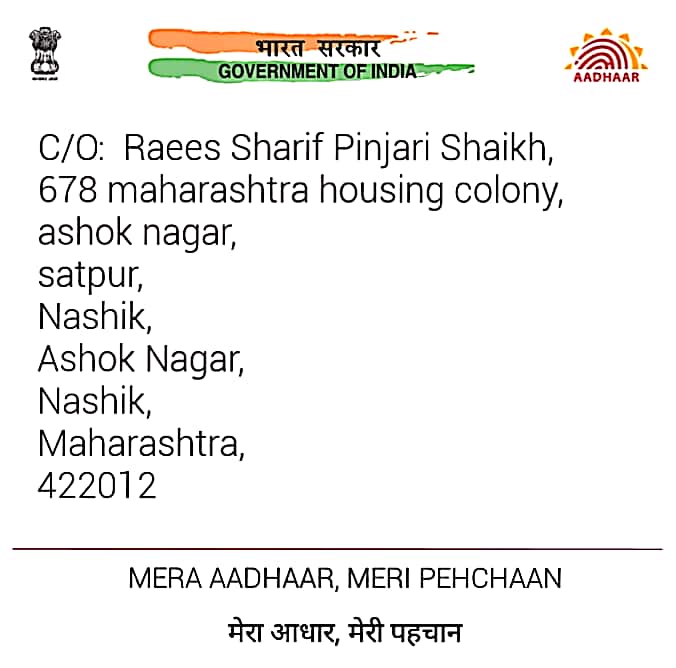 भारत सरकार
GOVERNMENT OF INDIA
AADHAAR
C/O:  Raees Sharif Pinjari Shaikh,
678 maharashtra housing colony,
ashok nagar,
satpur,
Nashik,
Ashok Nagar,
Nashik,
Maharashtra,
422012
MERA AADHAAR, MERI PEHCHAAN
मेरा आधार, मेरी पहचान